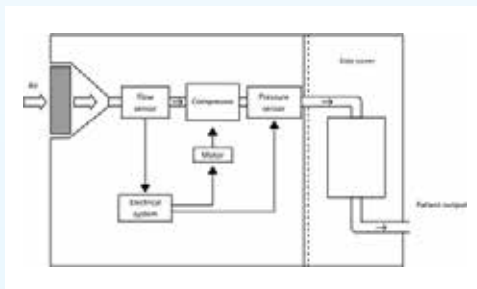 Air
Flow
sensor
Compressor
Pressure
sensor
Side cover
Motor
Electrical
system
Patient output